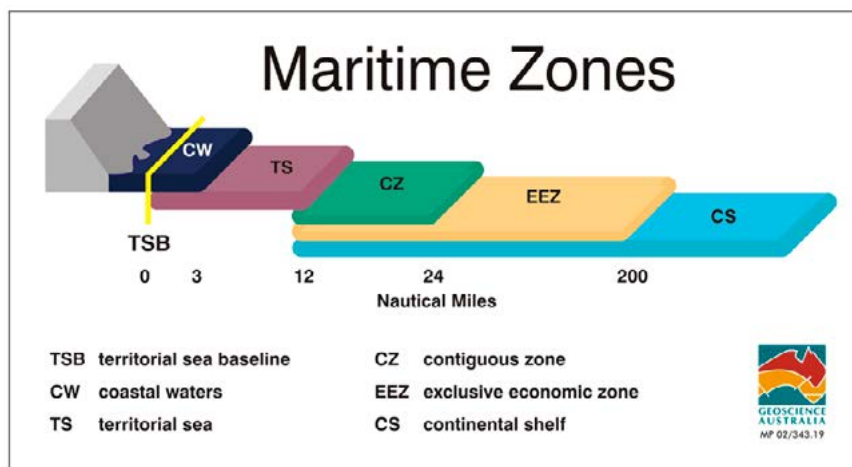 Maritime Zones
CW
TS
CZ
EEZ
CS
TSB
0 3 12 24 200
Nautical Miles
TSB territorial sea baseline
CW coastal waters
TS territorial sea
CZ contiguous zone
EEZ exclusive economic zone
CS continental shelf
GEOSCIENCE
AUSTRALIA
MP 02/343.19